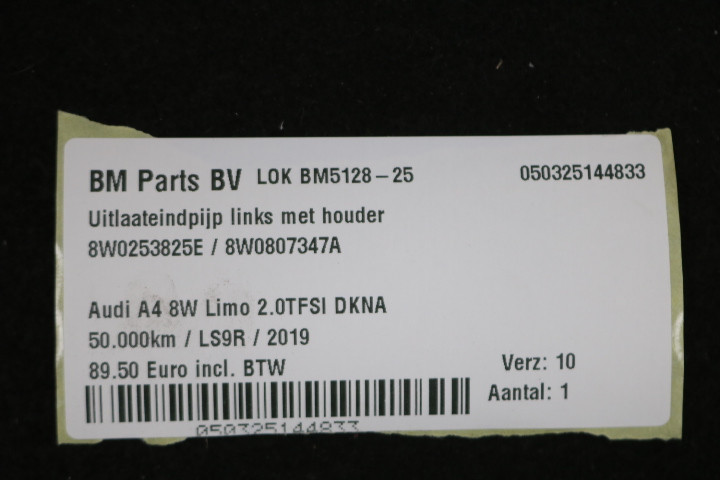 BM Parts BV LOK BM5128-25 050325144833
Uitlaateindpijp links met houder
8W0253825E / 8W0807347A
Audi A4 8W Limo 2.0TFSI DKNA
50.000km / LS9R / 2019
89.50 Euro incl. BTW
Verz: 10
Aantal: 1
050325144833